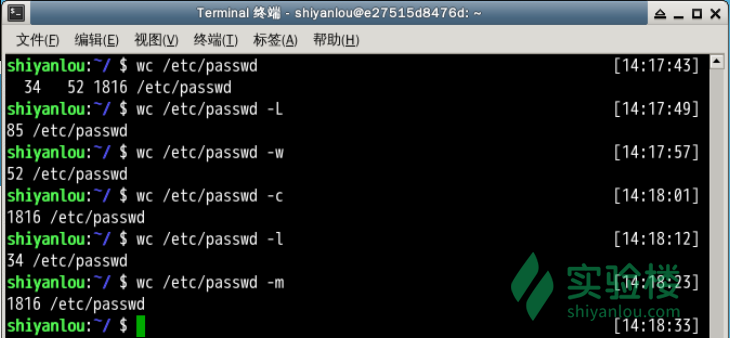 Terminal 终端 - shiyanlou@e27515d8476d: ~
文件(F) 编辑(E) 视图(V) 终端(T) 标签(A) 帮助(H)
shiyanlou:~/ $ wc /etc/passwd [14:17:43]
34 52 1816 /etc/passwd
shiyanlou:~/ $ wc /etc/passwd -L [14:17:49]
85 /etc/passwd
shiyanlou:~/ $ wc /etc/passwd -w [14:17:57]
52 /etc/passwd
shiyanlou:~/ $ wc /etc/passwd -c [14:18:01]
1816 /etc/passwd
shiyanlou:~/ $ wc /etc/passwd -l [14:18:12]
34 /etc/passwd
shiyanlou:~/ $ wc /etc/passwd -m [14:18:23]
1816 /etc/passwd
shiyanlou:~/ $ [14:18:33]
实验楼
shiyanlou.com